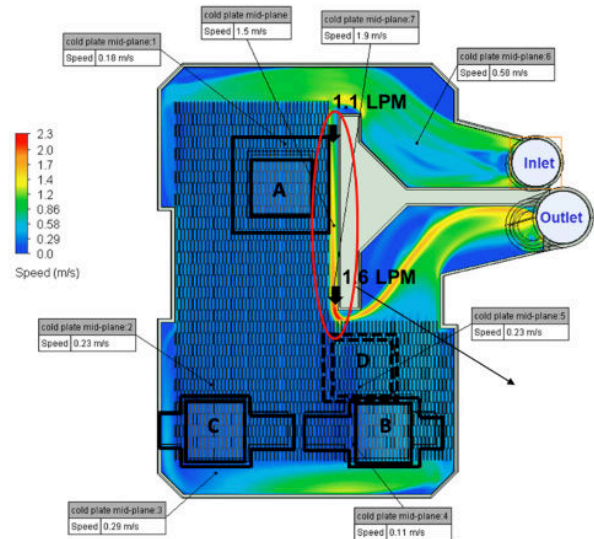 cold plate mid-plane
Speed 1.5 m/s
cold plate mid-plane:7
Speed 1.9 m/s
cold plate mid-plane:1
Speed 0.18 m/s
cold plate mid-plane:6
Speed 0.58 m/s
1.1 LPM
2.3
2.0
1.7
1.4
1.2
0.86
0.58
0.29
0.00
Speed (m/s)
A
Inlet
Outlet
1.6 LPM
cold plate mid-plane:2
Speed 0.23 m/s
cold plate mid-plane:5
Speed 0.23 m/s
D
C
B
cold plate mid-plane:3
Speed 0.29 m/s
cold plate mid-plane:4
Speed 0.11 m/s